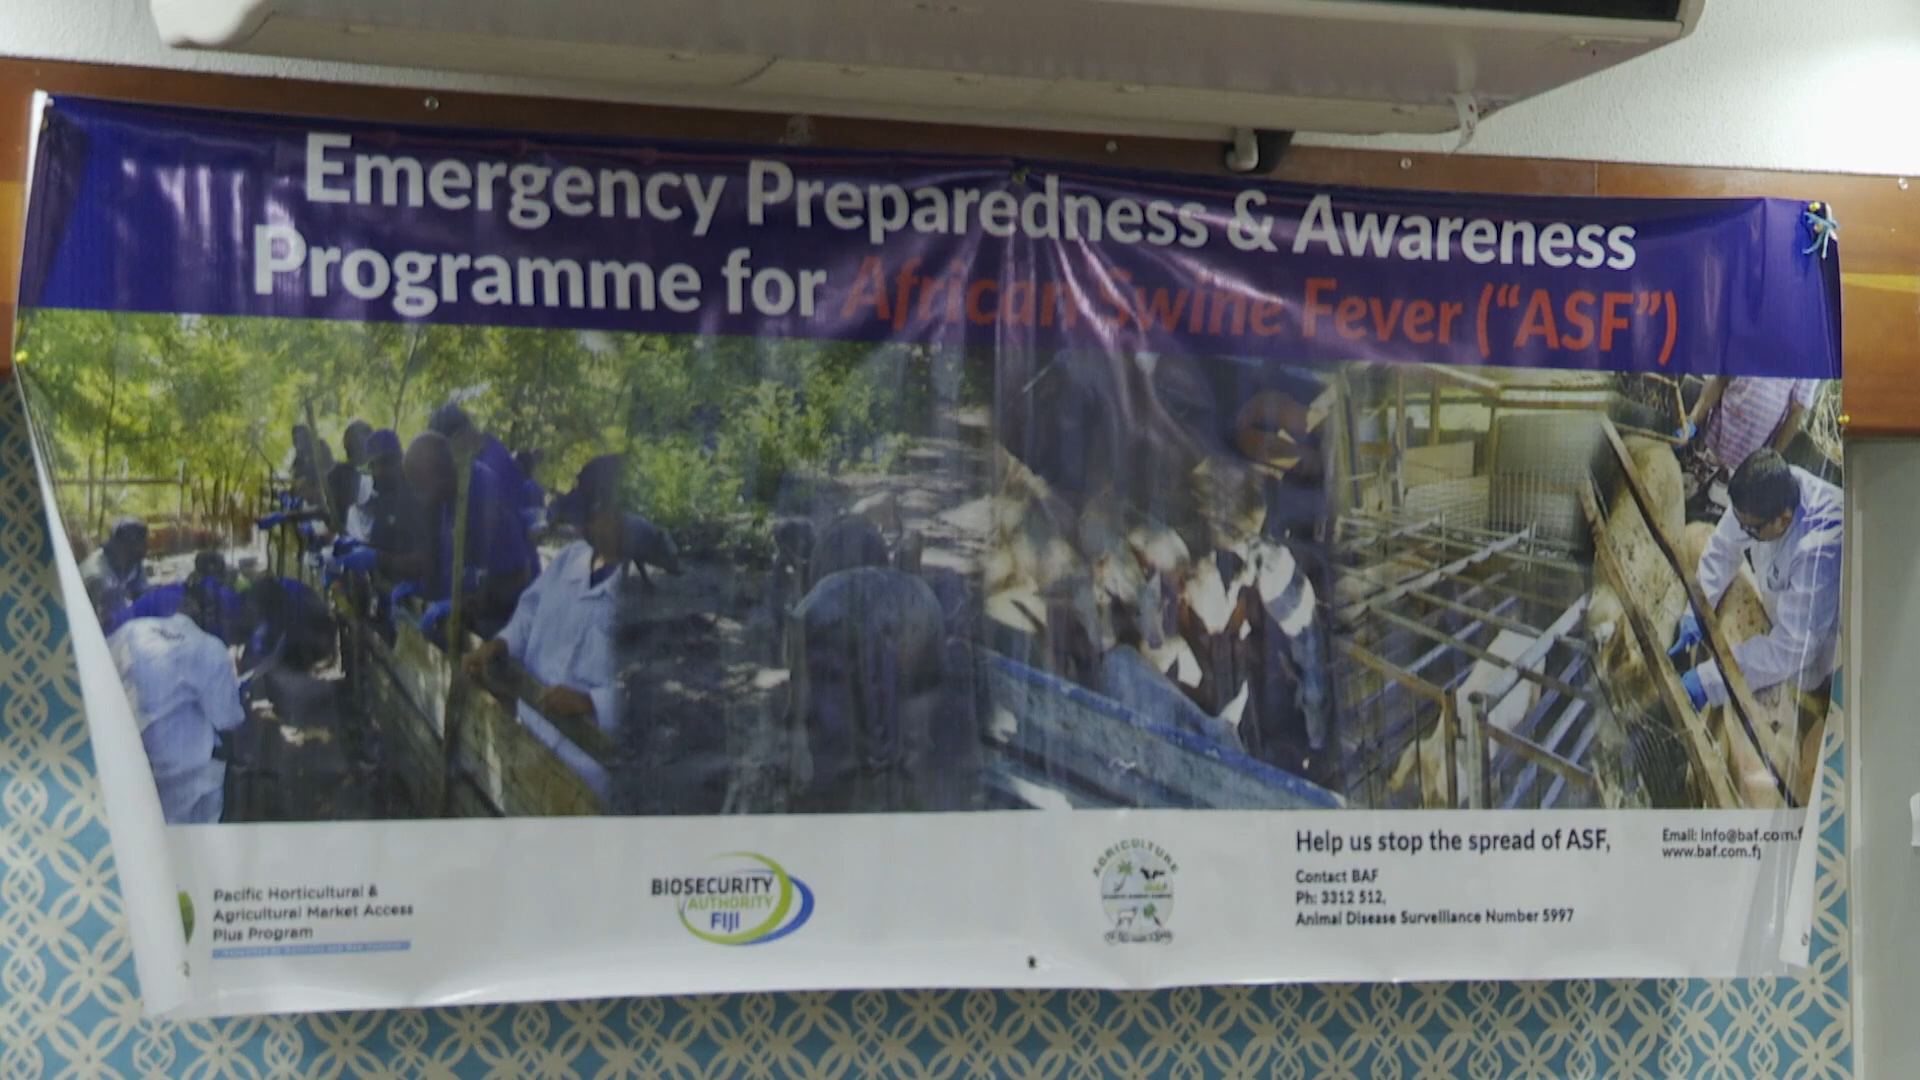 Emergency Preparedness & Awareness
Programme for African Swine Fever ("ASF")
Pacific Horticultural &
Agricultural Market Access
Plus Program
BIOSECURITY
AUTHORITY
FIJI
AGRICULTURE
Help us stop the spread of ASF,
Contact BAF
Ph: 3312 512,
Animal Disease Surveillance Number 5997
Email: Info@baf.com.f
www.baf.com.fj